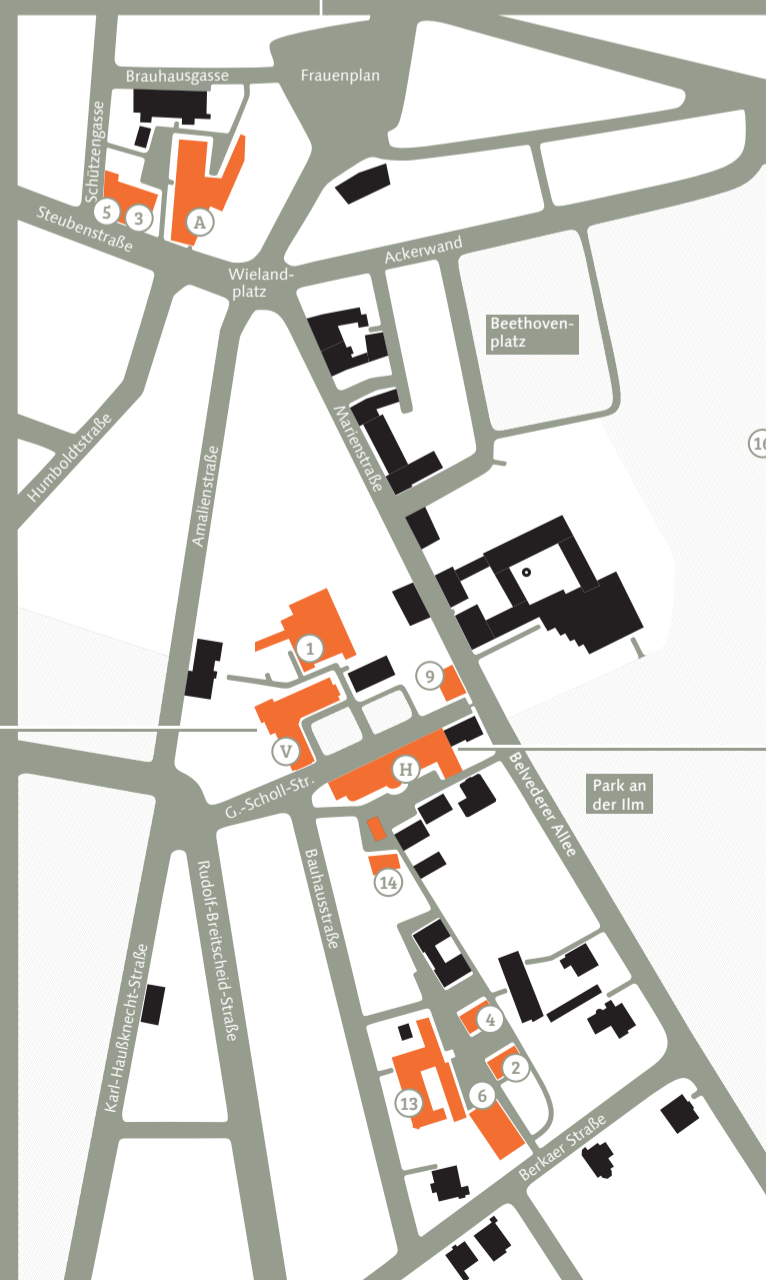 Brauhausgasse
Frauenplan
Schützengasse
5
3
A
Steubenstraße
Wieland-
platz
Ackerwand
Beethoven-
platz
Marienstraße
Humboldtstraße
Amalienstraße
16
1
9
V
H
G.-Scholl-Str.
Belvederer Allee
Park an
der Ilm
14
Bauhausstraße
Rudolf-Breitscheid-Straße
Karl-Haußknecht-Straße
4
2
6
13
Berkaer Straße